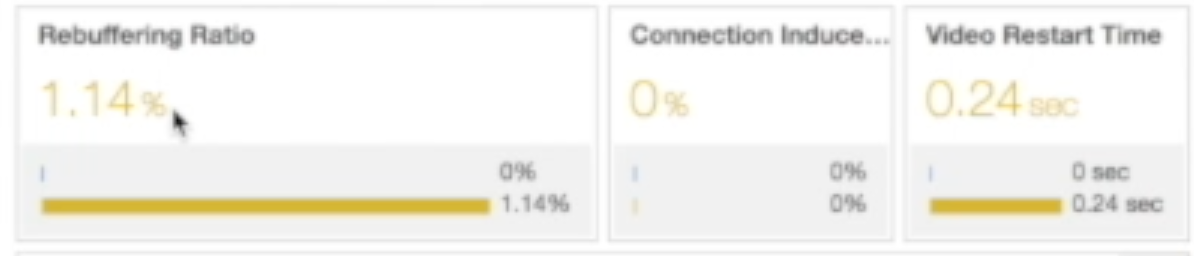 Rebuffering Ratio
1.14%
0%
1.14%
Connection Induce...
0%
0%
0%
Video Restart Time
0.24 sec
0 sec
0.24 sec